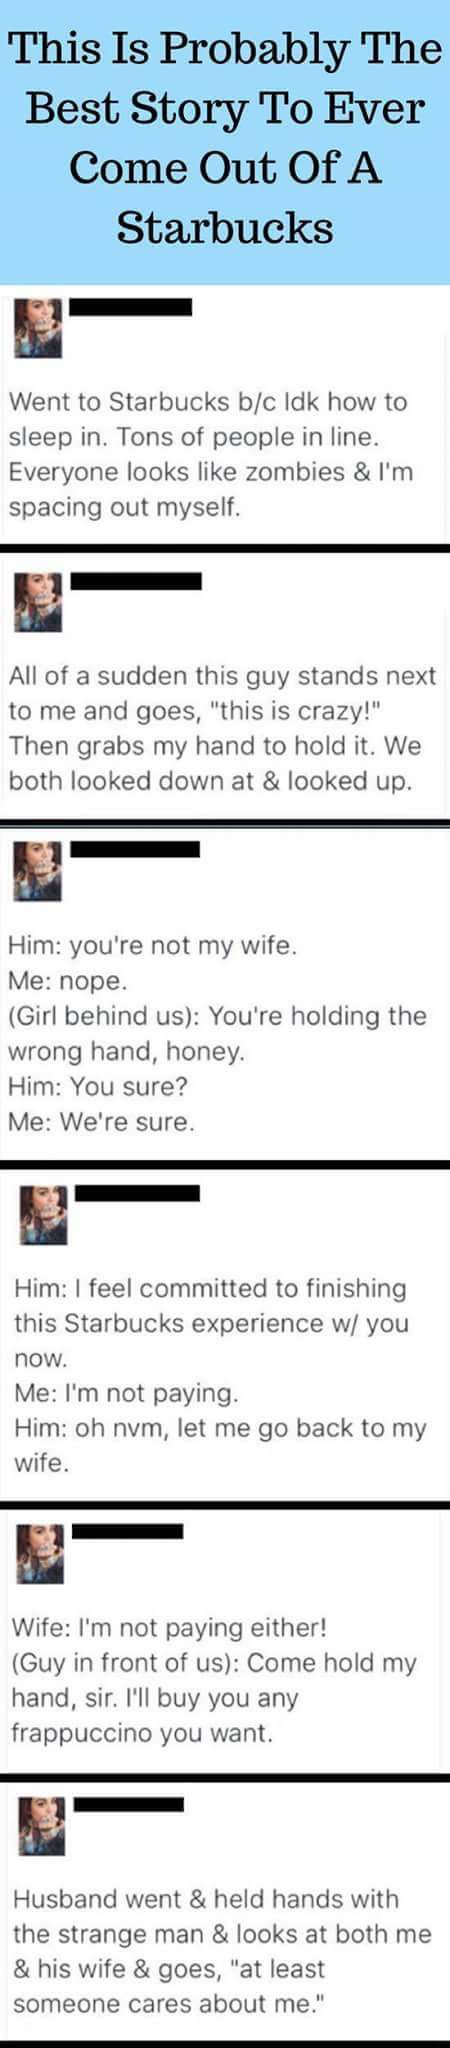 This Is Probably The
Best Story To Ever
Come Out Of A
Starbucks
Went to Starbucks b/c Idk how to
sleep in. Tons of people in line.
Everyone looks like zombies & I'm
spacing out myself.
All of a sudden this guy stands next
to me and goes, "this is crazy!"
Then grabs my hand to hold it. We
both looked down at & looked up.
Him: you're not my wife.
Me: nope.
(Girl behind us): You're holding the
wrong hand, honey.
Him: You sure?
Me: We're sure.
Him: I feel committed to finishing
this Starbucks experience w/ you
now.
Me: I'm not paying.
Him: oh nvm, let me go back to my
wife.
Wife: I'm not paying either!
(Guy in front of us): Come hold my
hand, sir. I'll buy you any
frappuccino you want.
Husband went & held hands with
the strange man & looks at both me
& his wife & goes, "at least
someone cares about me."